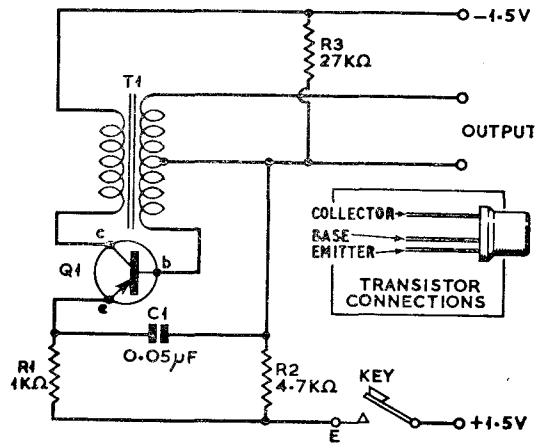 −1.5V
R3
27KΩ
T1
OUTPUT
COLLECTOR
BASE
EMITTER
TRANSISTOR
CONNECTIONS
c
Q1
b
e
C1
0.05µF
R1
1KΩ
R2
4.7KΩ
KEY
E
+1.5V